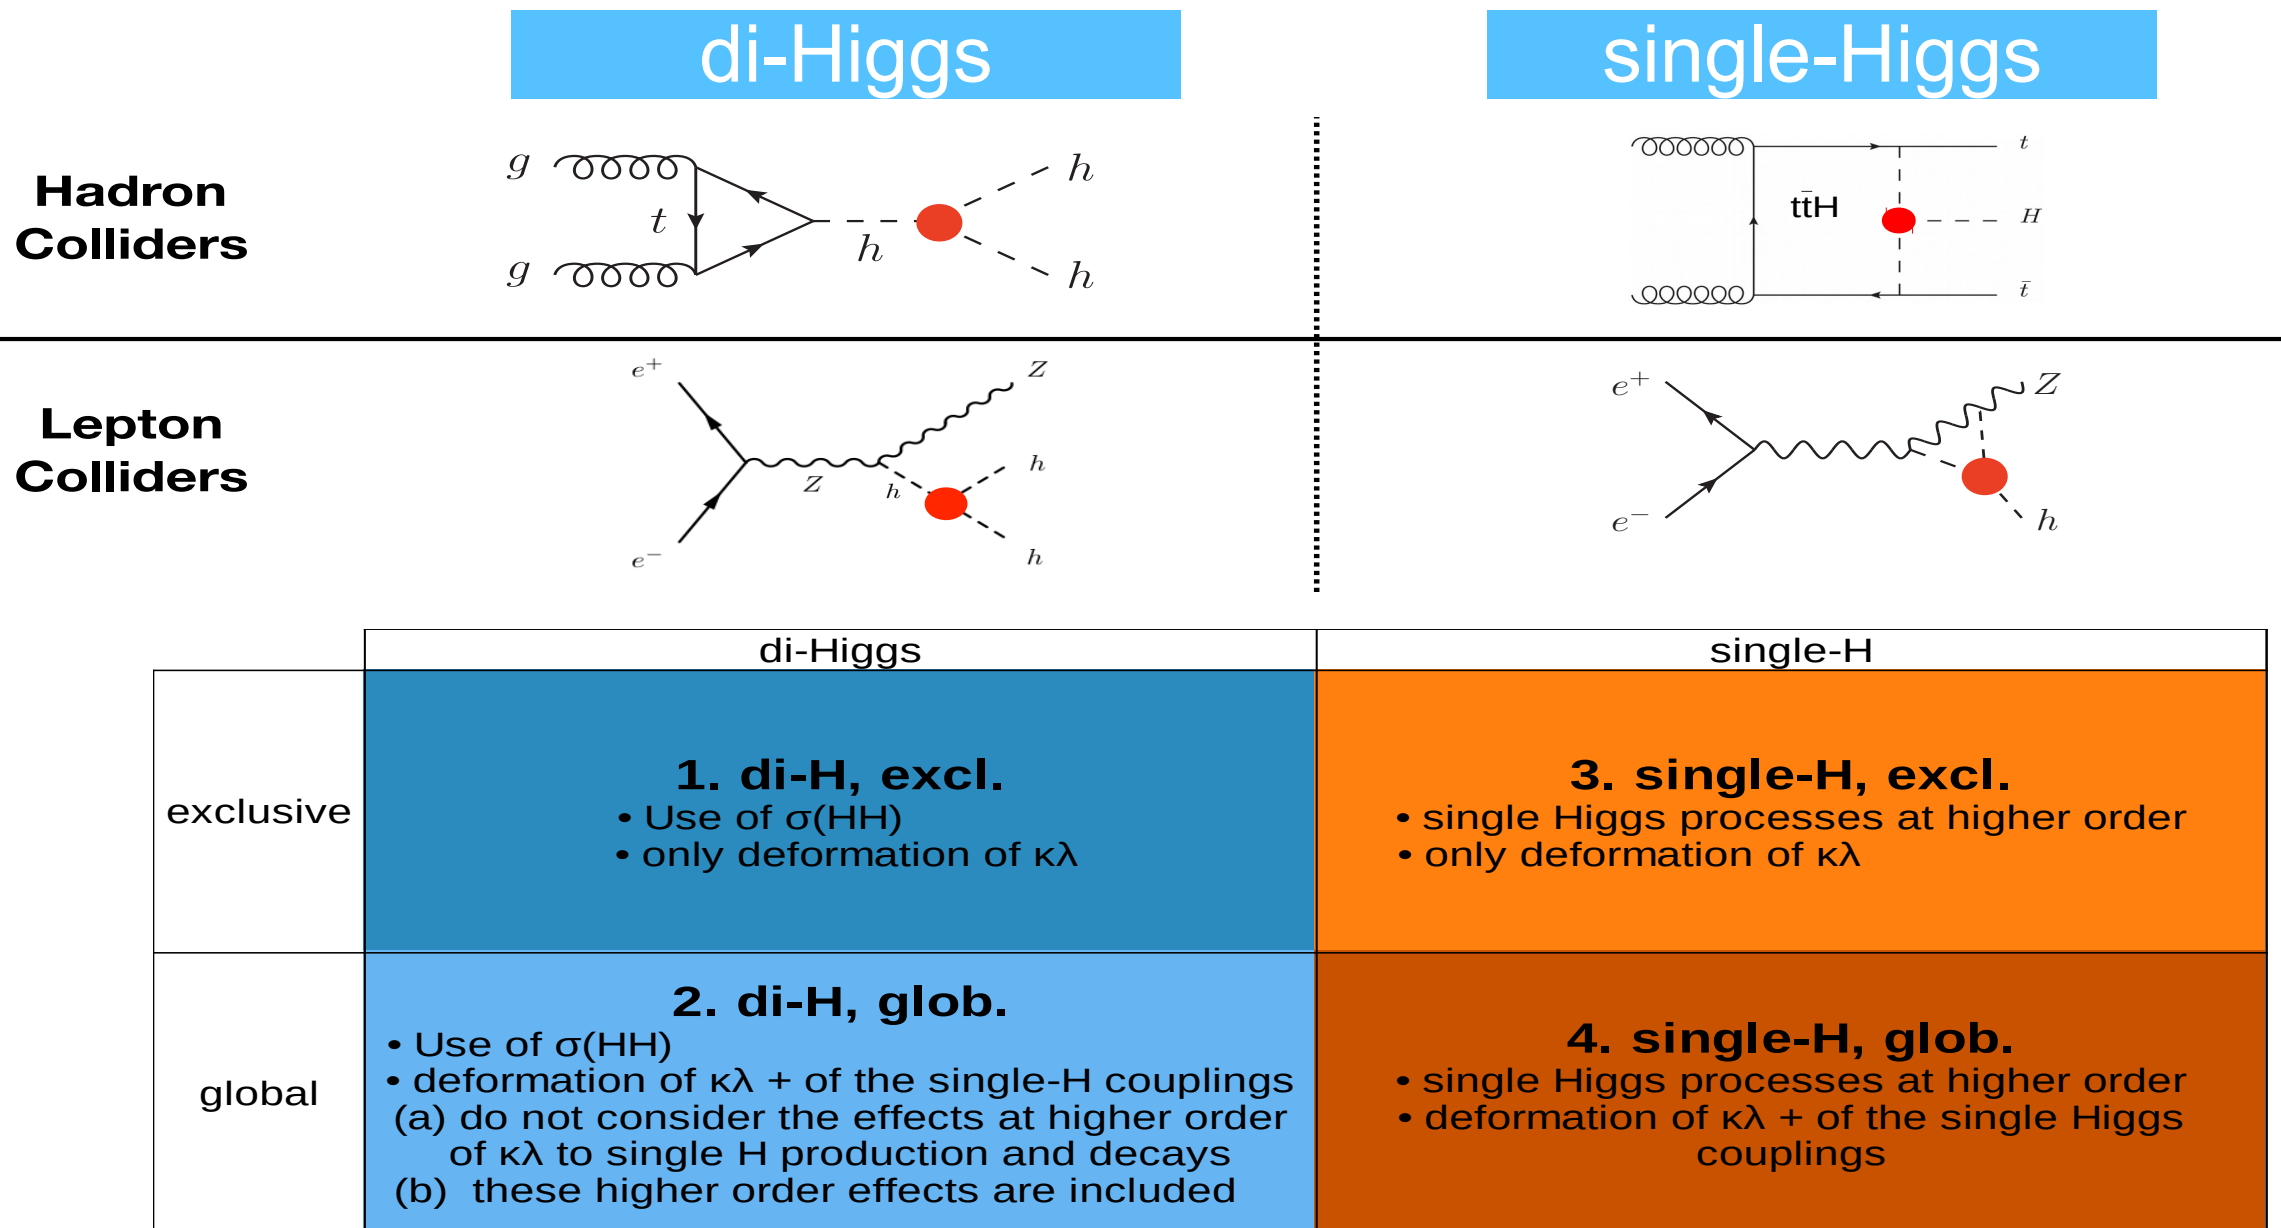 di-Higgs
single-Higgs
Hadron
Colliders
g
g
t
h
h
h
tt̄H
t
H
t̄
Lepton
Colliders
e⁺
e⁻
Z
Z
h
h
h
e⁺
e⁻
Z
h
di-Higgs
single-H
exclusive
1. di-H, excl.
• Use of σ(HH)
• only deformation of κλ
3. single-H, excl.
• single Higgs processes at higher order
• only deformation of κλ
global
2. di-H, glob.
• Use of σ(HH)
• deformation of κλ + of the single-H couplings
(a) do not consider the effects at higher order
of κλ to single H production and decays
(b) these higher order effects are included
4. single-H, glob.
• single Higgs processes at higher order
• deformation of κλ + of the single Higgs
couplings